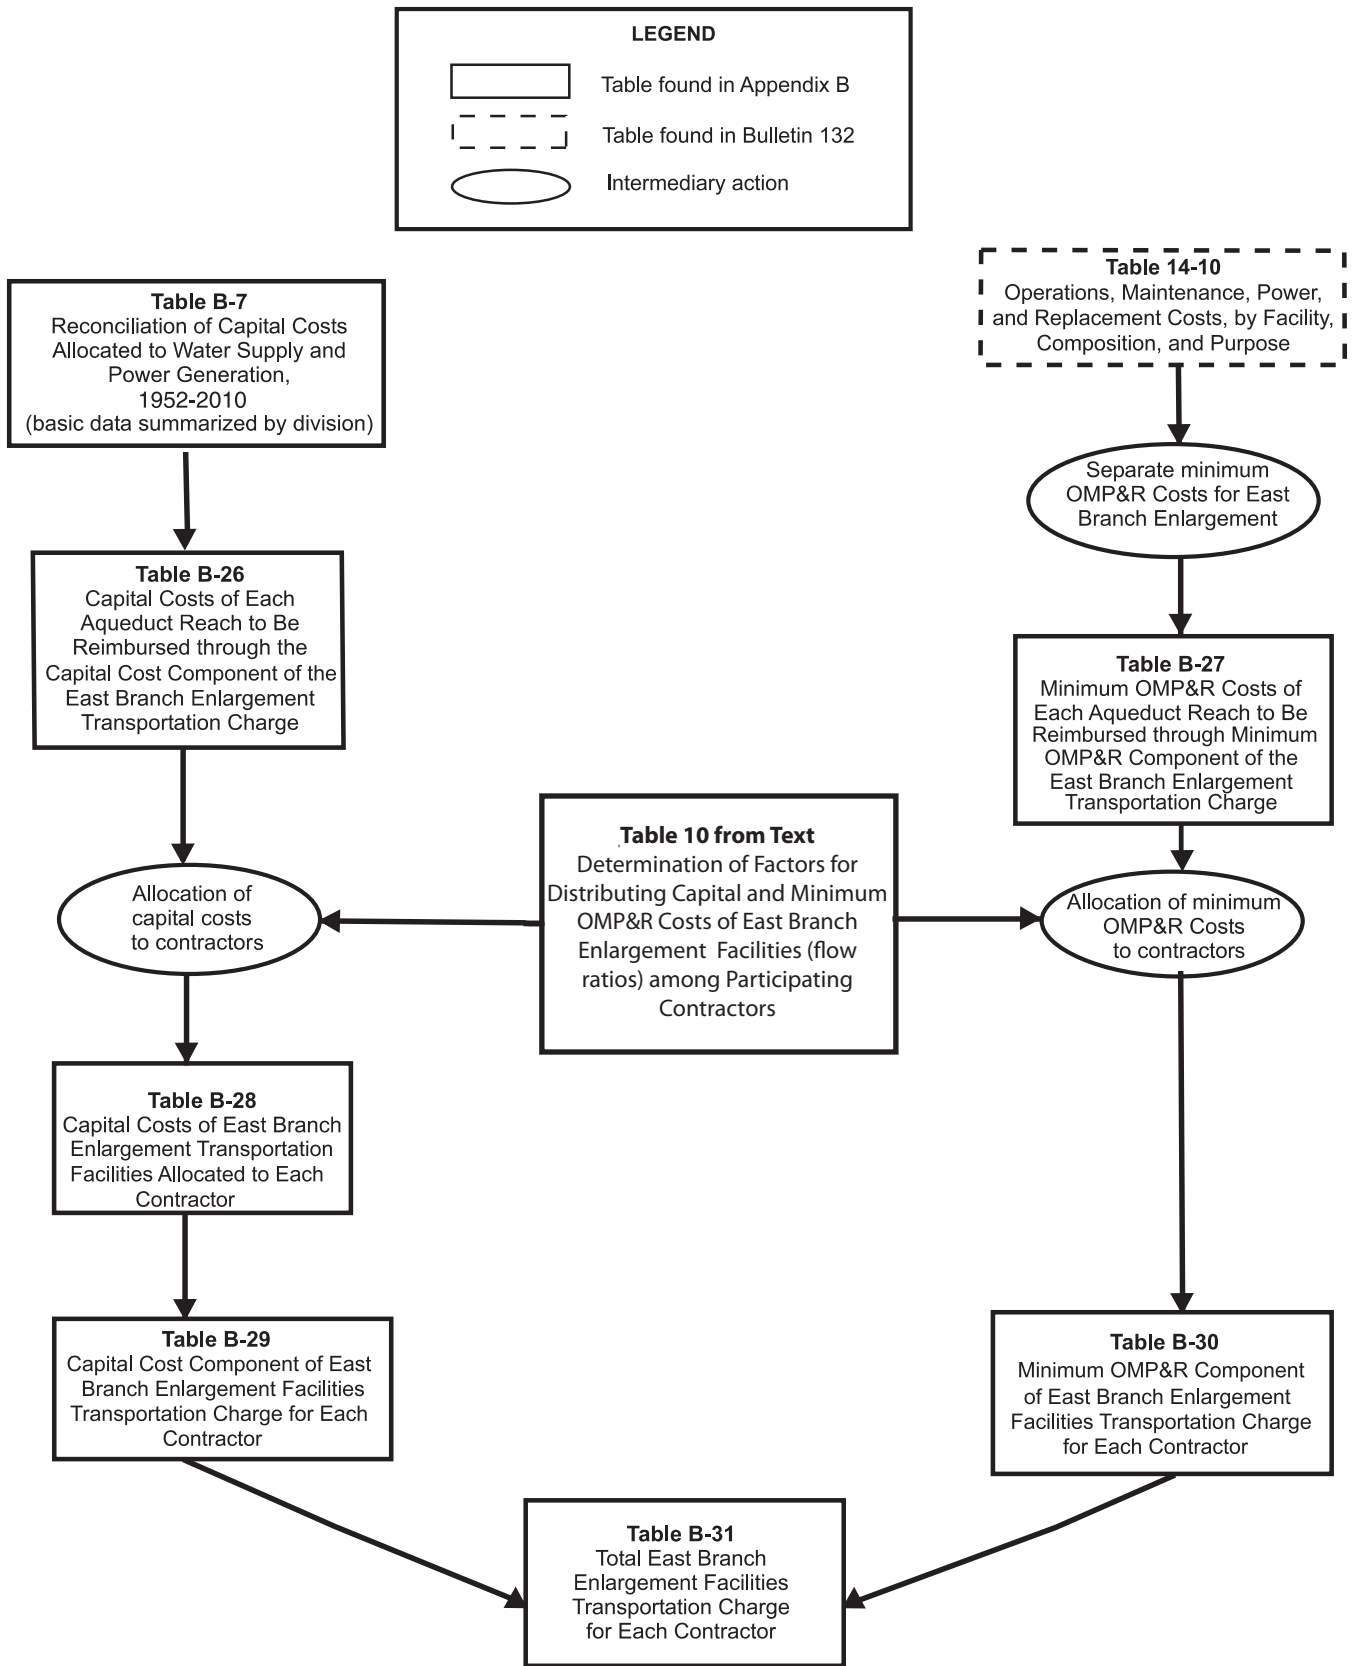 LEGEND
Table found in Appendix B
Table found in Bulletin 132
Intermediary action
Table B-7
Reconciliation of Capital Costs
Allocated to Water Supply and
Power Generation,
1952-2010
(basic data summarized by division)
Table 14-10
Operations, Maintenance, Power,
and Replacement Costs, by Facility,
Composition, and Purpose
Separate minimum
OMP&R Costs for East
Branch Enlargement
Table B-26
Capital Costs of Each
Aqueduct Reach to Be
Reimbursed through the
Capital Cost Component of the
East Branch Enlargement
Transportation Charge
Table B-27
Minimum OMP&R Costs of
Each Aqueduct Reach to Be
Reimbursed through Minimum
OMP&R Component of the
East Branch Enlargement
Transportation Charge
Table 10 from Text
Determination of Factors for
Distributing Capital and Minimum
OMP&R Costs of East Branch
Enlargement Facilities (flow
ratios) among Participating
Contractors
Allocation of
capital costs
to contractors
Allocation of minimum
OMP&R Costs
to contractors
Table B-28
Capital Costs of East Branch
Enlargement Transportation
Facilities Allocated to Each
Contractor
Table B-29
Capital Cost Component of East
Branch Enlargement Facilities
Transportation Charge for Each
Contractor
Table B-30
Minimum OMP&R Component
of East Branch Enlargement
Facilities Transportation Charge
for Each Contractor
Table B-31
Total East Branch
Enlargement Facilities
Transportation Charge
for Each Contractor